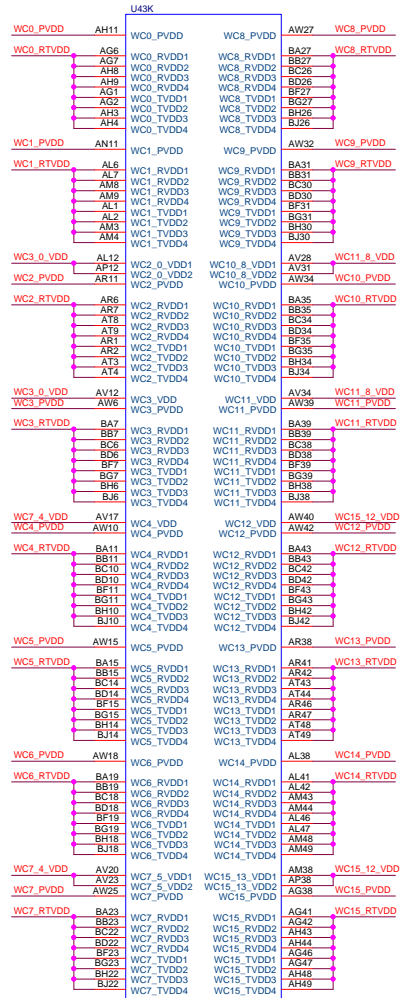 U43K
WC0_PVDD AH11 WC0_PVDD WC8_PVDD AW27 WC8_PVDD
WC0_RTVDD AG6 WC0_RVDD1 WC8_RVDD1 BA27 WC8_RTVDD
AG7 WC0_RVDD2 WC8_RVDD2 BB27
AH8 WC0_RVDD3 WC8_RVDD3 BC26
AH9 WC0_RVDD4 WC8_RVDD4 BD26
AG1 WC0_TVDD1 WC8_TVDD1 BF27
AG2 WC0_TVDD2 WC8_TVDD2 BG27
AH3 WC0_TVDD3 WC8_TVDD3 BH26
AH4 WC0_TVDD4 WC8_TVDD4 BJ26
WC1_PVDD AN11 WC1_PVDD WC9_PVDD AW32 WC9_PVDD
WC1_RTVDD AL6 WC1_RVDD1 WC9_RVDD1 BA31 WC9_RTVDD
AL7 WC1_RVDD2 WC9_RVDD2 BB31
AM8 WC1_RVDD3 WC9_RVDD3 BC30
AM9 WC1_RVDD4 WC9_RVDD4 BD30
AL1 WC1_TVDD1 WC9_TVDD1 BF31
AL2 WC1_TVDD2 WC9_TVDD2 BG31
AM3 WC1_TVDD3 WC9_TVDD3 BH30
AM4 WC1_TVDD4 WC9_TVDD4 BJ30
WC3_0_VDD AL12 WC2_0_VDD1 WC10_8_VDD1 AV28 WC11_8_VDD
AP12 WC2_0_VDD2 WC10_8_VDD2 AV31
WC2_PVDD AR11 WC2_PVDD WC10_PVDD AW34 WC10_PVDD
WC2_RTVDD AR6 WC2_RVDD1 WC10_RVDD1 BA35 WC10_RTVDD
AR7 WC2_RVDD2 WC10_RVDD2 BB35
AT8 WC2_RVDD3 WC10_RVDD3 BC34
AT9 WC2_RVDD4 WC10_RVDD4 BD34
AR1 WC2_TVDD1 WC10_TVDD1 BF35
AR2 WC2_TVDD2 WC10_TVDD2 BG35
AT3 WC2_TVDD3 WC10_TVDD3 BH34
AT4 WC2_TVDD4 WC10_TVDD4 BJ34
WC3_0_VDD AV12 WC3_VDD WC11_VDD AV34 WC11_8_VDD
WC3_PVDD AW6 WC3_PVDD WC11_PVDD AW39 WC11_PVDD
WC3_RTVDD BA7 WC3_RVDD1 WC11_RVDD1 BA39 WC11_RTVDD
BB7 WC3_RVDD2 WC11_RVDD2 BB39
BC6 WC3_RVDD3 WC11_RVDD3 BC38
BD6 WC3_RVDD4 WC11_RVDD4 BD38
BF7 WC3_TVDD1 WC11_TVDD1 BF39
BG7 WC3_TVDD2 WC11_TVDD2 BG39
BH6 WC3_TVDD3 WC11_TVDD3 BH38
BJ6 WC3_TVDD4 WC11_TVDD4 BJ38
WC7_4_VDD AV17 WC4_VDD WC12_VDD AW40 WC15_12_VDD
WC4_PVDD AW10 WC4_PVDD WC12_PVDD AW42 WC12_PVDD
WC4_RTVDD BA11 WC4_RVDD1 WC12_RVDD1 BA43 WC12_RTVDD
BB11 WC4_RVDD2 WC12_RVDD2 BB43
BC10 WC4_RVDD3 WC12_RVDD3 BC42
BD10 WC4_RVDD4 WC12_RVDD4 BD42
BF11 WC4_TVDD1 WC12_TVDD1 BF43
BG11 WC4_TVDD2 WC12_TVDD2 BG43
BH10 WC4_TVDD3 WC12_TVDD3 BH42
BJ10 WC4_TVDD4 WC12_TVDD4 BJ42
WC5_PVDD AW15 WC5_PVDD WC13_PVDD AR38 WC13_PVDD
WC5_RTVDD BA15 WC5_RVDD1 WC13_RVDD1 AR41 WC13_RTVDD
BB15 WC5_RVDD2 WC13_RVDD2 AR42
BC14 WC5_RVDD3 WC13_RVDD3 AT43
BD14 WC5_RVDD4 WC13_RVDD4 AT44
BF15 WC5_TVDD1 WC13_TVDD1 AR46
BG15 WC5_TVDD2 WC13_TVDD2 AR47
BH14 WC5_TVDD3 WC13_TVDD3 AT48
BJ14 WC5_TVDD4 WC13_TVDD4 AT49
WC6_PVDD AW18 WC6_PVDD WC14_PVDD AL38 WC14_PVDD
WC6_RTVDD BA19 WC6_RVDD1 WC14_RVDD1 AL41 WC14_RTVDD
BB19 WC6_RVDD2 WC14_RVDD2 AL42
BC18 WC6_RVDD3 WC14_RVDD3 AM43
BD18 WC6_RVDD4 WC14_RVDD4 AM44
BF19 WC6_TVDD1 WC14_TVDD1 AL46
BG19 WC6_TVDD2 WC14_TVDD2 AL47
BH18 WC6_TVDD3 WC14_TVDD3 AM48
BJ18 WC6_TVDD4 WC14_TVDD4 AM49
WC7_4_VDD AV20 WC7_5_VDD1 WC15_13_VDD1 AM38 WC15_12_VDD
AV23 WC7_5_VDD2 WC15_13_VDD2 AP38
WC7_PVDD AW25 WC7_PVDD WC15_PVDD AG38 WC15_PVDD
WC7_RTVDD BA23 WC7_RVDD1 WC15_RVDD1 AG41 WC15_RTVDD
BB23 WC7_RVDD2 WC15_RVDD2 AG42
BC22 WC7_RVDD3 WC15_RVDD3 AH43
BD22 WC7_RVDD4 WC15_RVDD4 AH44
BF23 WC7_TVDD1 WC15_TVDD1 AG46
BG23 WC7_TVDD2 WC15_TVDD2 AG47
BH22 WC7_TVDD3 WC15_TVDD3 AH48
BJ22 WC7_TVDD4 WC15_TVDD4 AH49